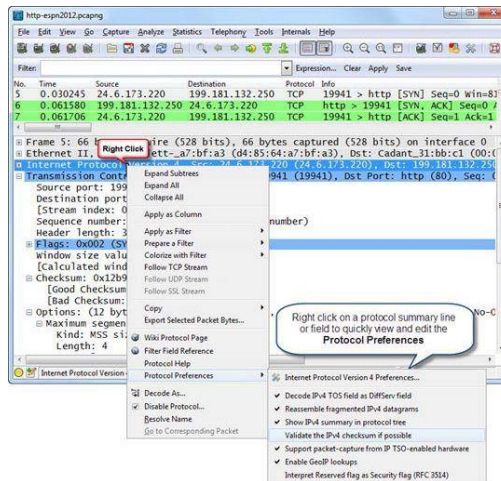 http-espn2012.pcapng
File Edit View Go Capture Analyze Statistics Telephony Tools Internals Help
Filter: Expression... Clear Apply Save
No. Time Source Destination Protocol Info
5 0.030245 24.6.173.220 199.181.132.250 TCP 19941 > http [SYN] Seq=0 Win=81
6 0.061580 199.181.132.250 24.6.173.220 TCP http > 19941 [SYN, ACK] Seq=0
7 0.061706 24.6.173.220 199.181.132.250 TCP 19941 > http [ACK] Seq=1 Ack=1
Frame 5: 66 b ire (528 bits), 66 bytes captured (528 bits) on interface 0
Right Click
Ethernet II, ett-_a7:bf:a3 (d4:85:64:a7:bf:a3), Dst: Cadant_31:bb:c1 (00:0
Internet Protocol Version 4, Src: 24.6.173.220 (24.6.173.220), Dst: 199.181.132.250
Transmission Contr 941 (19941), Dst Port: http (80), Seq: 0
Source port: 199
Destination port
[Stream index: 0
Sequence number: number)
Header length: 3
Flags: 0x002 (SY
Window size valu
[Calculated wind
Checksum: 0x12b9
[Good Checksum
[Bad Checksum:
Options: (12 byt No-O
Maximum segmen
Kind: MSS si
Length: 4
Expand Subtrees
Expand All
Collapse All
Apply as Column
Apply as Filter
Prepare a Filter
Colorize with Filter
Follow TCP Stream
Follow UDP Stream
Follow SSL Stream
Copy
Export Selected Packet Bytes...
Wiki Protocol Page
Filter Field Reference
Protocol Help
Protocol Preferences
Decode As...
Disable Protocol...
Resolve Name
Go to Corresponding Packet
Right click on a protocol summary line
or field to quickly view and edit the
Protocol Preferences
Internet Protocol Version
Internet Protocol Version 4 Preferences...
Decode IPv4 TOS field as DiffServ field
Reassemble fragmented IPv4 datagrams
Show IPv4 summary in protocol tree
Validate the IPv4 checksum if possible
Support packet-capture from IP TSO-enabled hardware
Enable GeoIP lookups
Interpret Reserved flag as Security flag (RFC 3514)